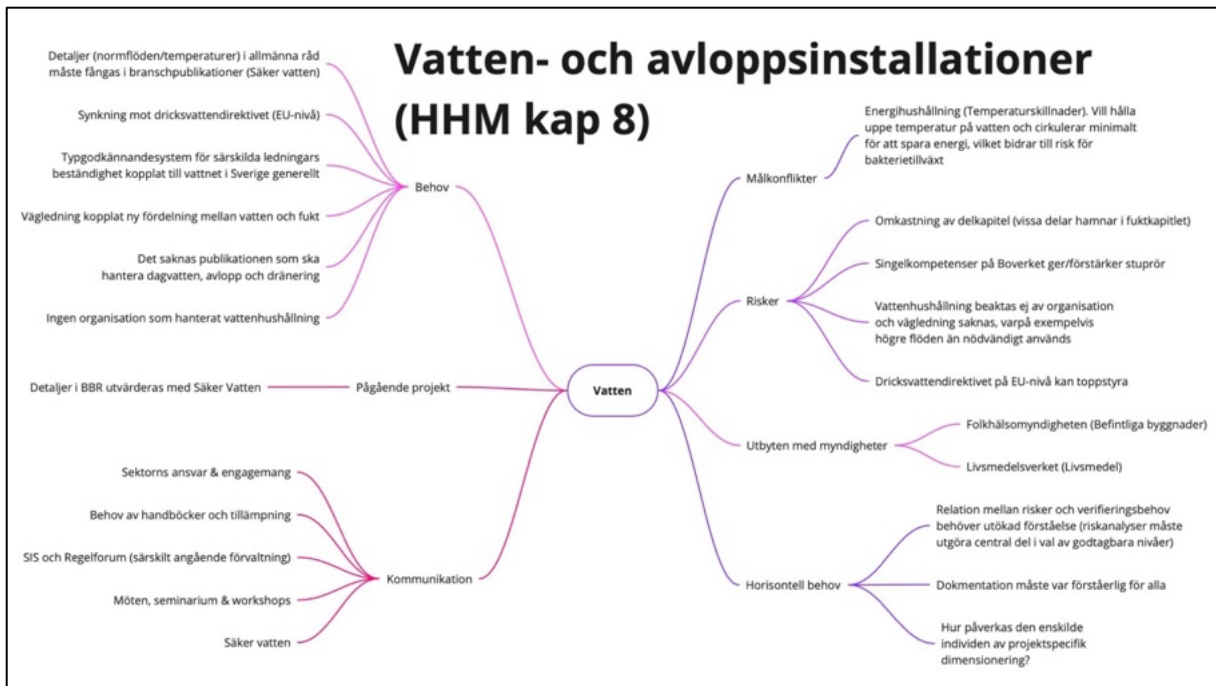 Vatten- och avloppsinstallationer
(HHM kap 8)
Detaljer (normflöden/temperaturer) i allmänna råd
måste fångas i branschpublikationer (Säker vatten)
Synkning mot dricksvattendirektivet (EU-nivå)
Typgodkännandesystem för särskilda ledningars
beständighet kopplat till vattnet i Sverige generellt
Vägledning kopplat ny fördelning mellan vatten och fukt
Det saknas publikationen som ska
hantera dagvatten, avlopp och dränering
Ingen organisation som hanterat vattenhushållning
Behov
Detaljer i BBR utvärderas med Säker Vatten
Pågående projekt
Sektorns ansvar & engagemang
Behov av handböcker och tillämpning
SIS och Regelforum (särskilt angående förvaltning)
Möten, seminarium & workshops
Säker vatten
Kommunikation
Vatten
Målkonflikter
Energihushållning (Temperaturskillnader). Vill hålla
uppe temperatur på vatten och cirkulerar minimalt
för att spara energi, vilket bidrar till risk för
bakterietillväxt
Risker
Omkastning av delkapitel (vissa delar hamnar i fuktkapitlet)
Singelkompetenser på Boverket ger/förstärker stuprör
Vattenhushållning beaktas ej av organisation
och vägledning saknas, varpå exempelvis
högre flöden än nödvändigt används
Dricksvattendirektivet på EU-nivå kan toppstyra
Utbyten med myndigheter
Folkhälsomyndigheten (Befintliga byggnader)
Livsmedelsverket (Livsmedel)
Horisontell behov
Relation mellan risker och verifieringsbehov
behöver utökad förståelse (riskanalyser måste
utgöra central del i val av godtagbara nivåer)
Dokmentation måste var förståerlig för alla
Hur påverkas den enskilde
individen av projektspecifik
dimensionering?